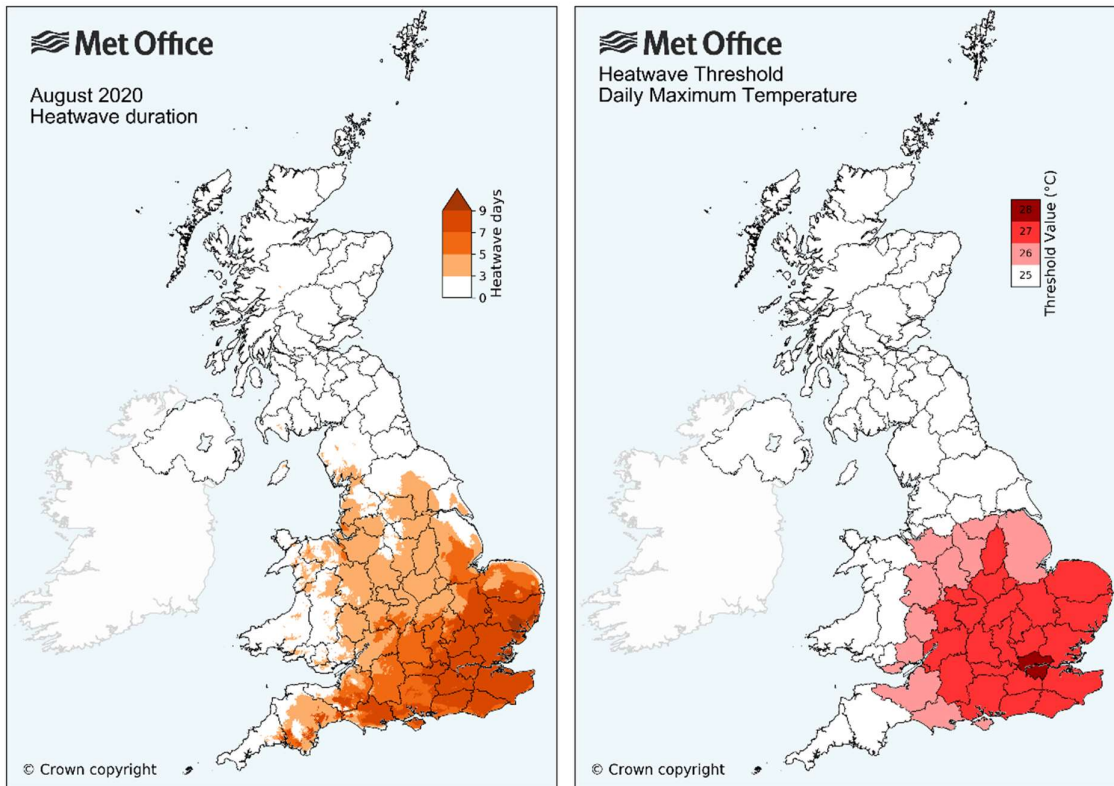 Met Office
August 2020
Heatwave duration
9
7
5
3
0
Heatwave days
© Crown copyright
Met Office
Heatwave Threshold
Daily Maximum Temperature
28
27
26
25
Threshold Value (°C)
© Crown copyright